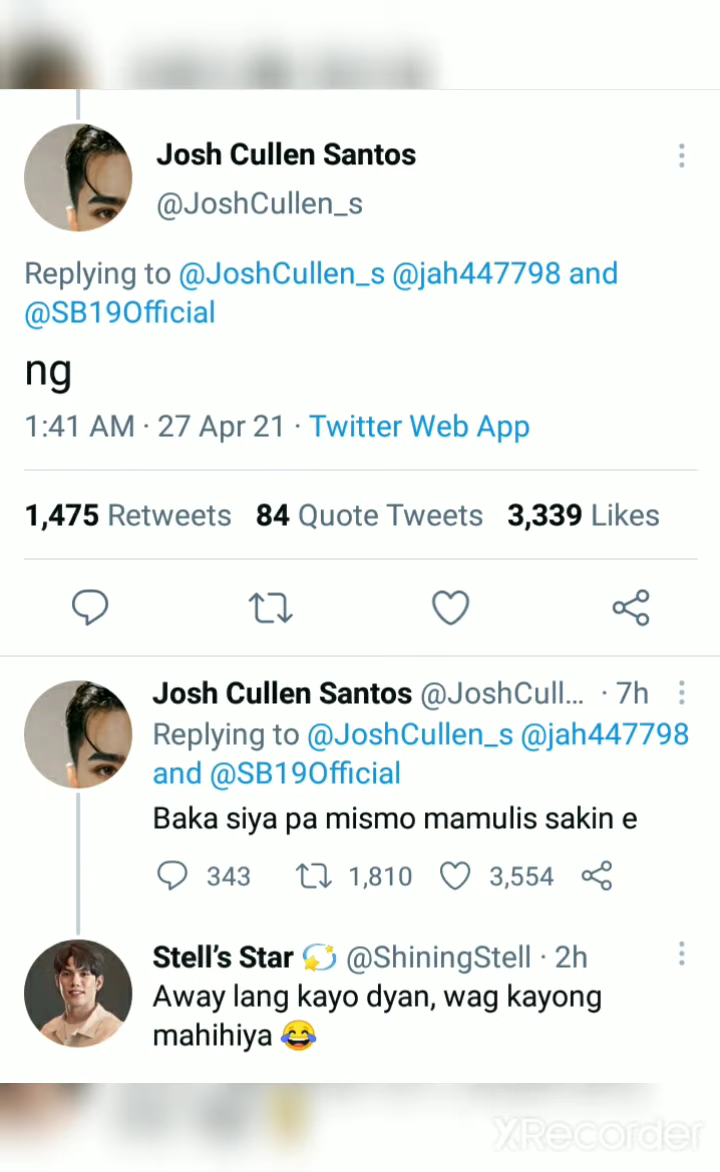 Josh Cullen Santos
@JoshCullen_s
Replying to @JoshCullen_s @jah447798 and
@SB19Official
ng
1:41 AM · 27 Apr 21 · Twitter Web App
1,475 Retweets 84 Quote Tweets 3,339 Likes
Josh Cullen Santos @JoshCull... · 7h
Replying to @JoshCullen_s @jah447798
and @SB19Official
Baka siya pa mismo mamulis sakin e
343 1,810 3,554
Stell's Star 💫 @ShiningStell · 2h
Away lang kayo dyan, wag kayong
mahihiya 😂
XRecorder